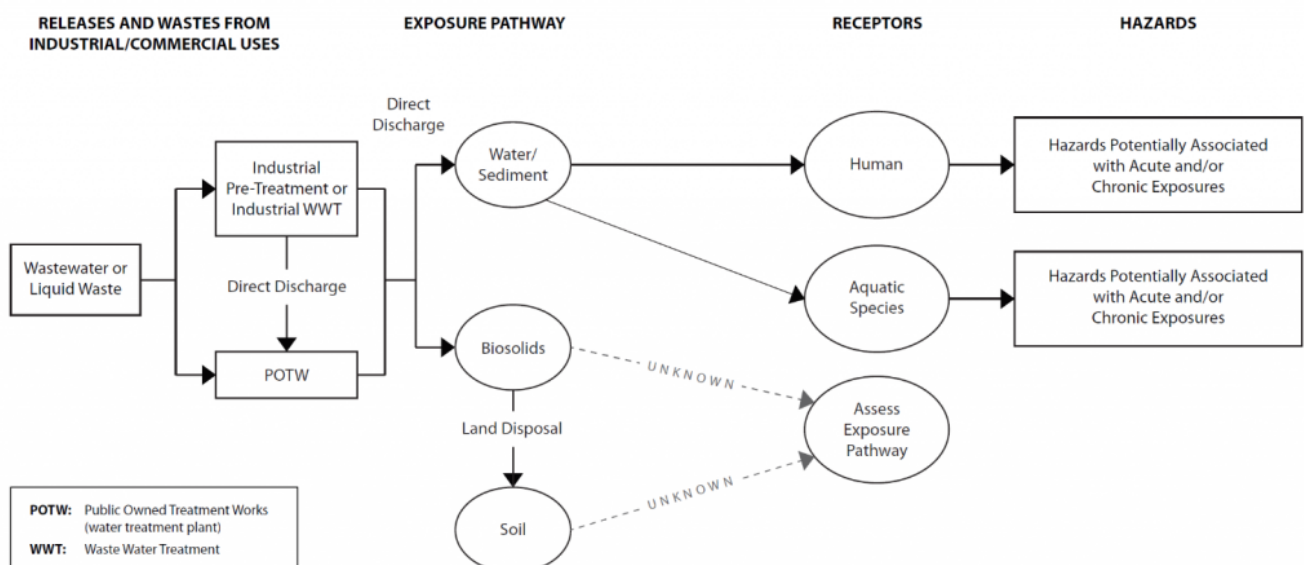 RELEASES AND WASTES FROM
INDUSTRIAL/COMMERCIAL USES
EXPOSURE PATHWAY
RECEPTORS
HAZARDS
Direct
Discharge
Industrial
Pre-Treatment or
Industrial WWT
Water/
Sediment
Human
Hazards Potentially Associated
with Acute and/or
Chronic Exposures
Wastewater or
Liquid Waste
Direct Discharge
Aquatic
Species
Hazards Potentially Associated
with Acute and/or
Chronic Exposures
POTW
Biosolids
UNKNOWN
Land Disposal
Assess
Exposure
Pathway
UNKNOWN
Soil
POTW: Public Owned Treatment Works
(water treatment plant)
WWT: Waste Water Treatment